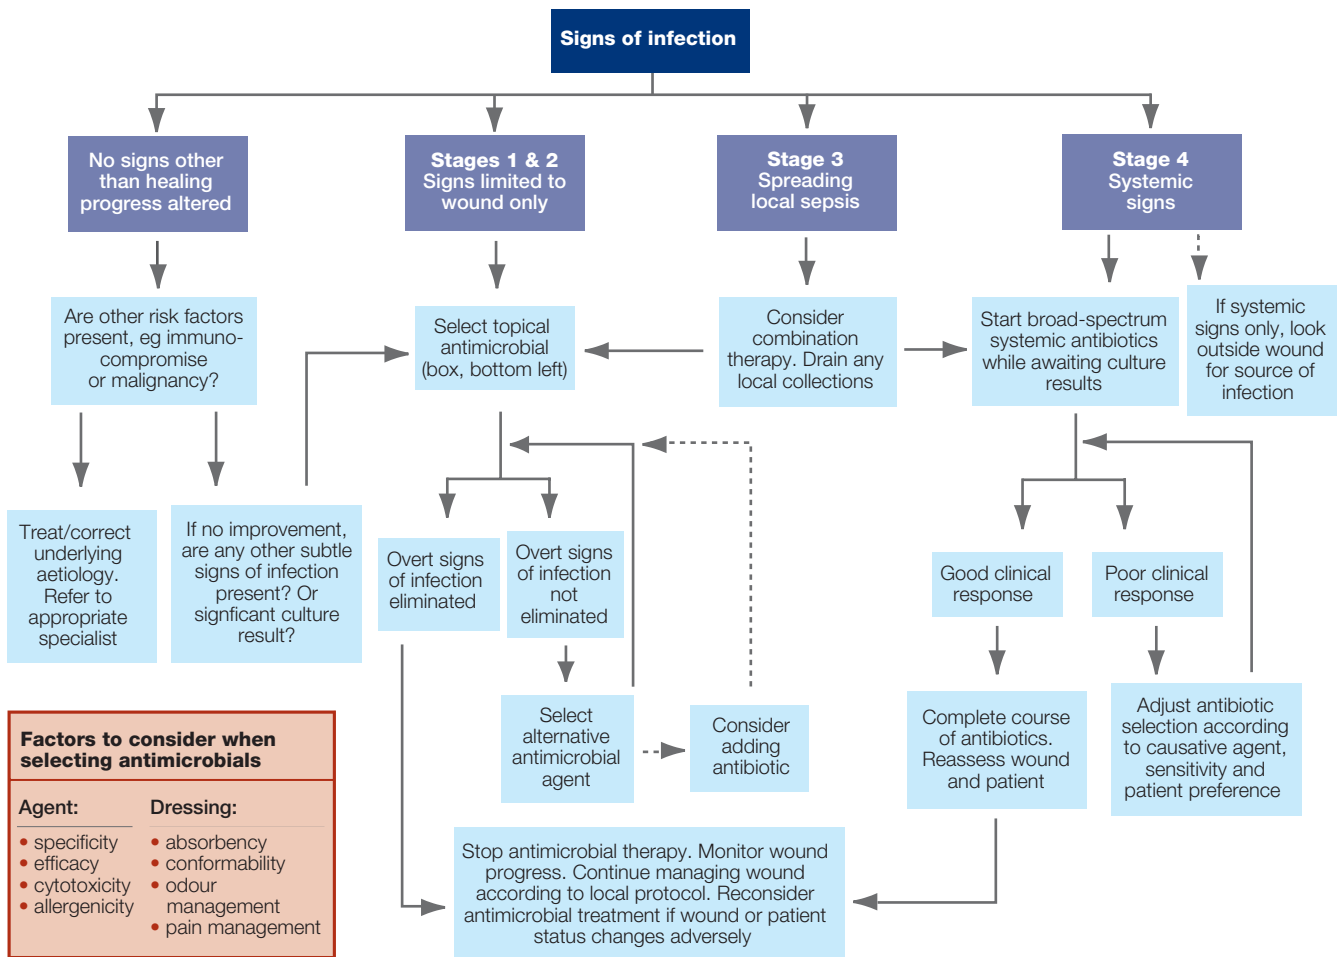 Signs of infection
No signs other
than healing
progress altered
Stages 1 & 2
Signs limited to
wound only
Stage 3
Spreading
local sepsis
Stage 4
Systemic
signs
Are other risk factors
present, eg immuno-
compromise
or malignancy?
Select topical
antimicrobial
(box, bottom left)
Consider
combination
therapy. Drain any
local collections
Start broad-spectrum
systemic antibiotics
while awaiting culture
results
If systemic
signs only, look
outside wound
for source of
infection
Treat/correct
underlying
aetiology.
Refer to
appropriate
specialist
If no improvement,
are any other subtle
signs of infection
present? Or
signficant culture
result?
Overt signs
of infection
eliminated
Overt signs
of infection
not
eliminated
Good clinical
response
Poor clinical
response
Select
alternative
antimicrobial
agent
Consider
adding
antibiotic
Complete course
of antibiotics.
Reassess wound
and patient
Adjust antibiotic
selection according
to causative agent,
sensitivity and
patient preference
Factors to consider when
selecting antimicrobials
Agent:
• specificity
• efficacy
• cytotoxicity
• allergenicity
Dressing:
• absorbency
• conformability
• odour
management
• pain management
Stop antimicrobial therapy. Monitor wound
progress. Continue managing wound
according to local protocol. Reconsider
antimicrobial treatment if wound or patient
status changes adversely